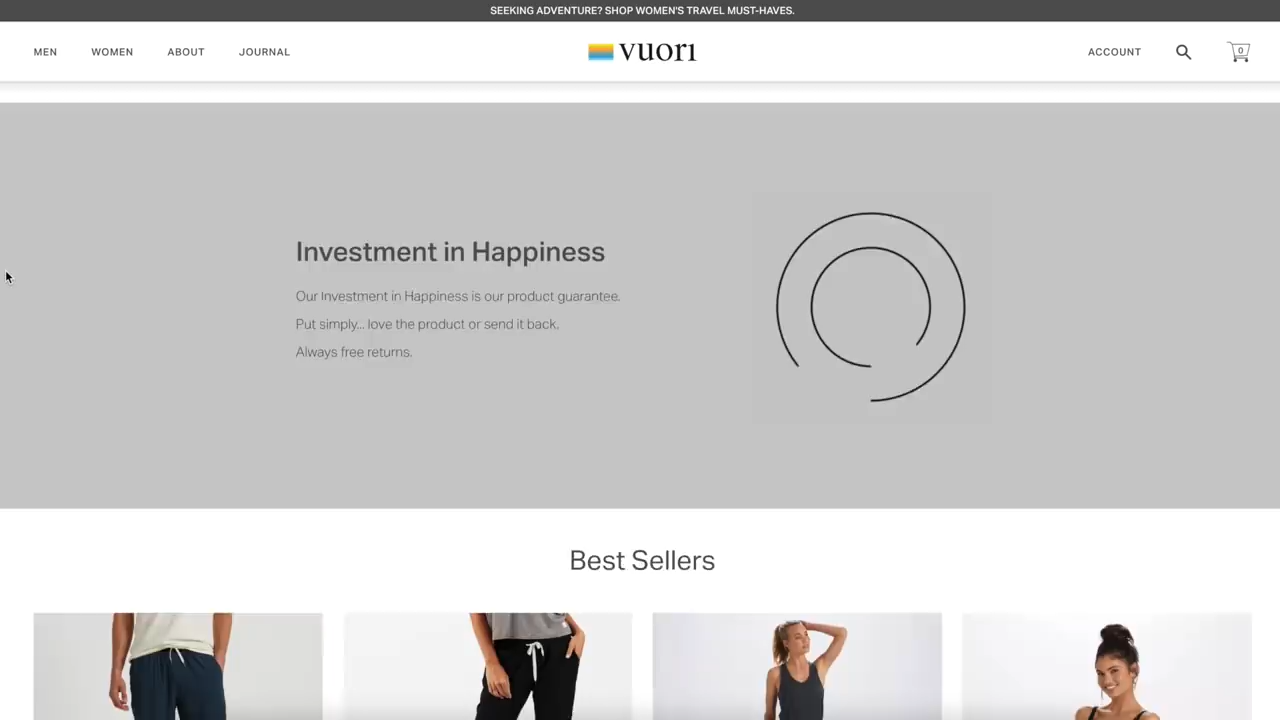 SEEKING ADVENTURE? SHOP WOMEN'S TRAVEL MUST-HAVES.
MEN WOMEN ABOUT JOURNAL vuori ACCOUNT 0
Investment in Happiness
Our Investment in Happiness is our product guarantee.
Put simply... love the product or send it back.
Always free returns.
Best Sellers